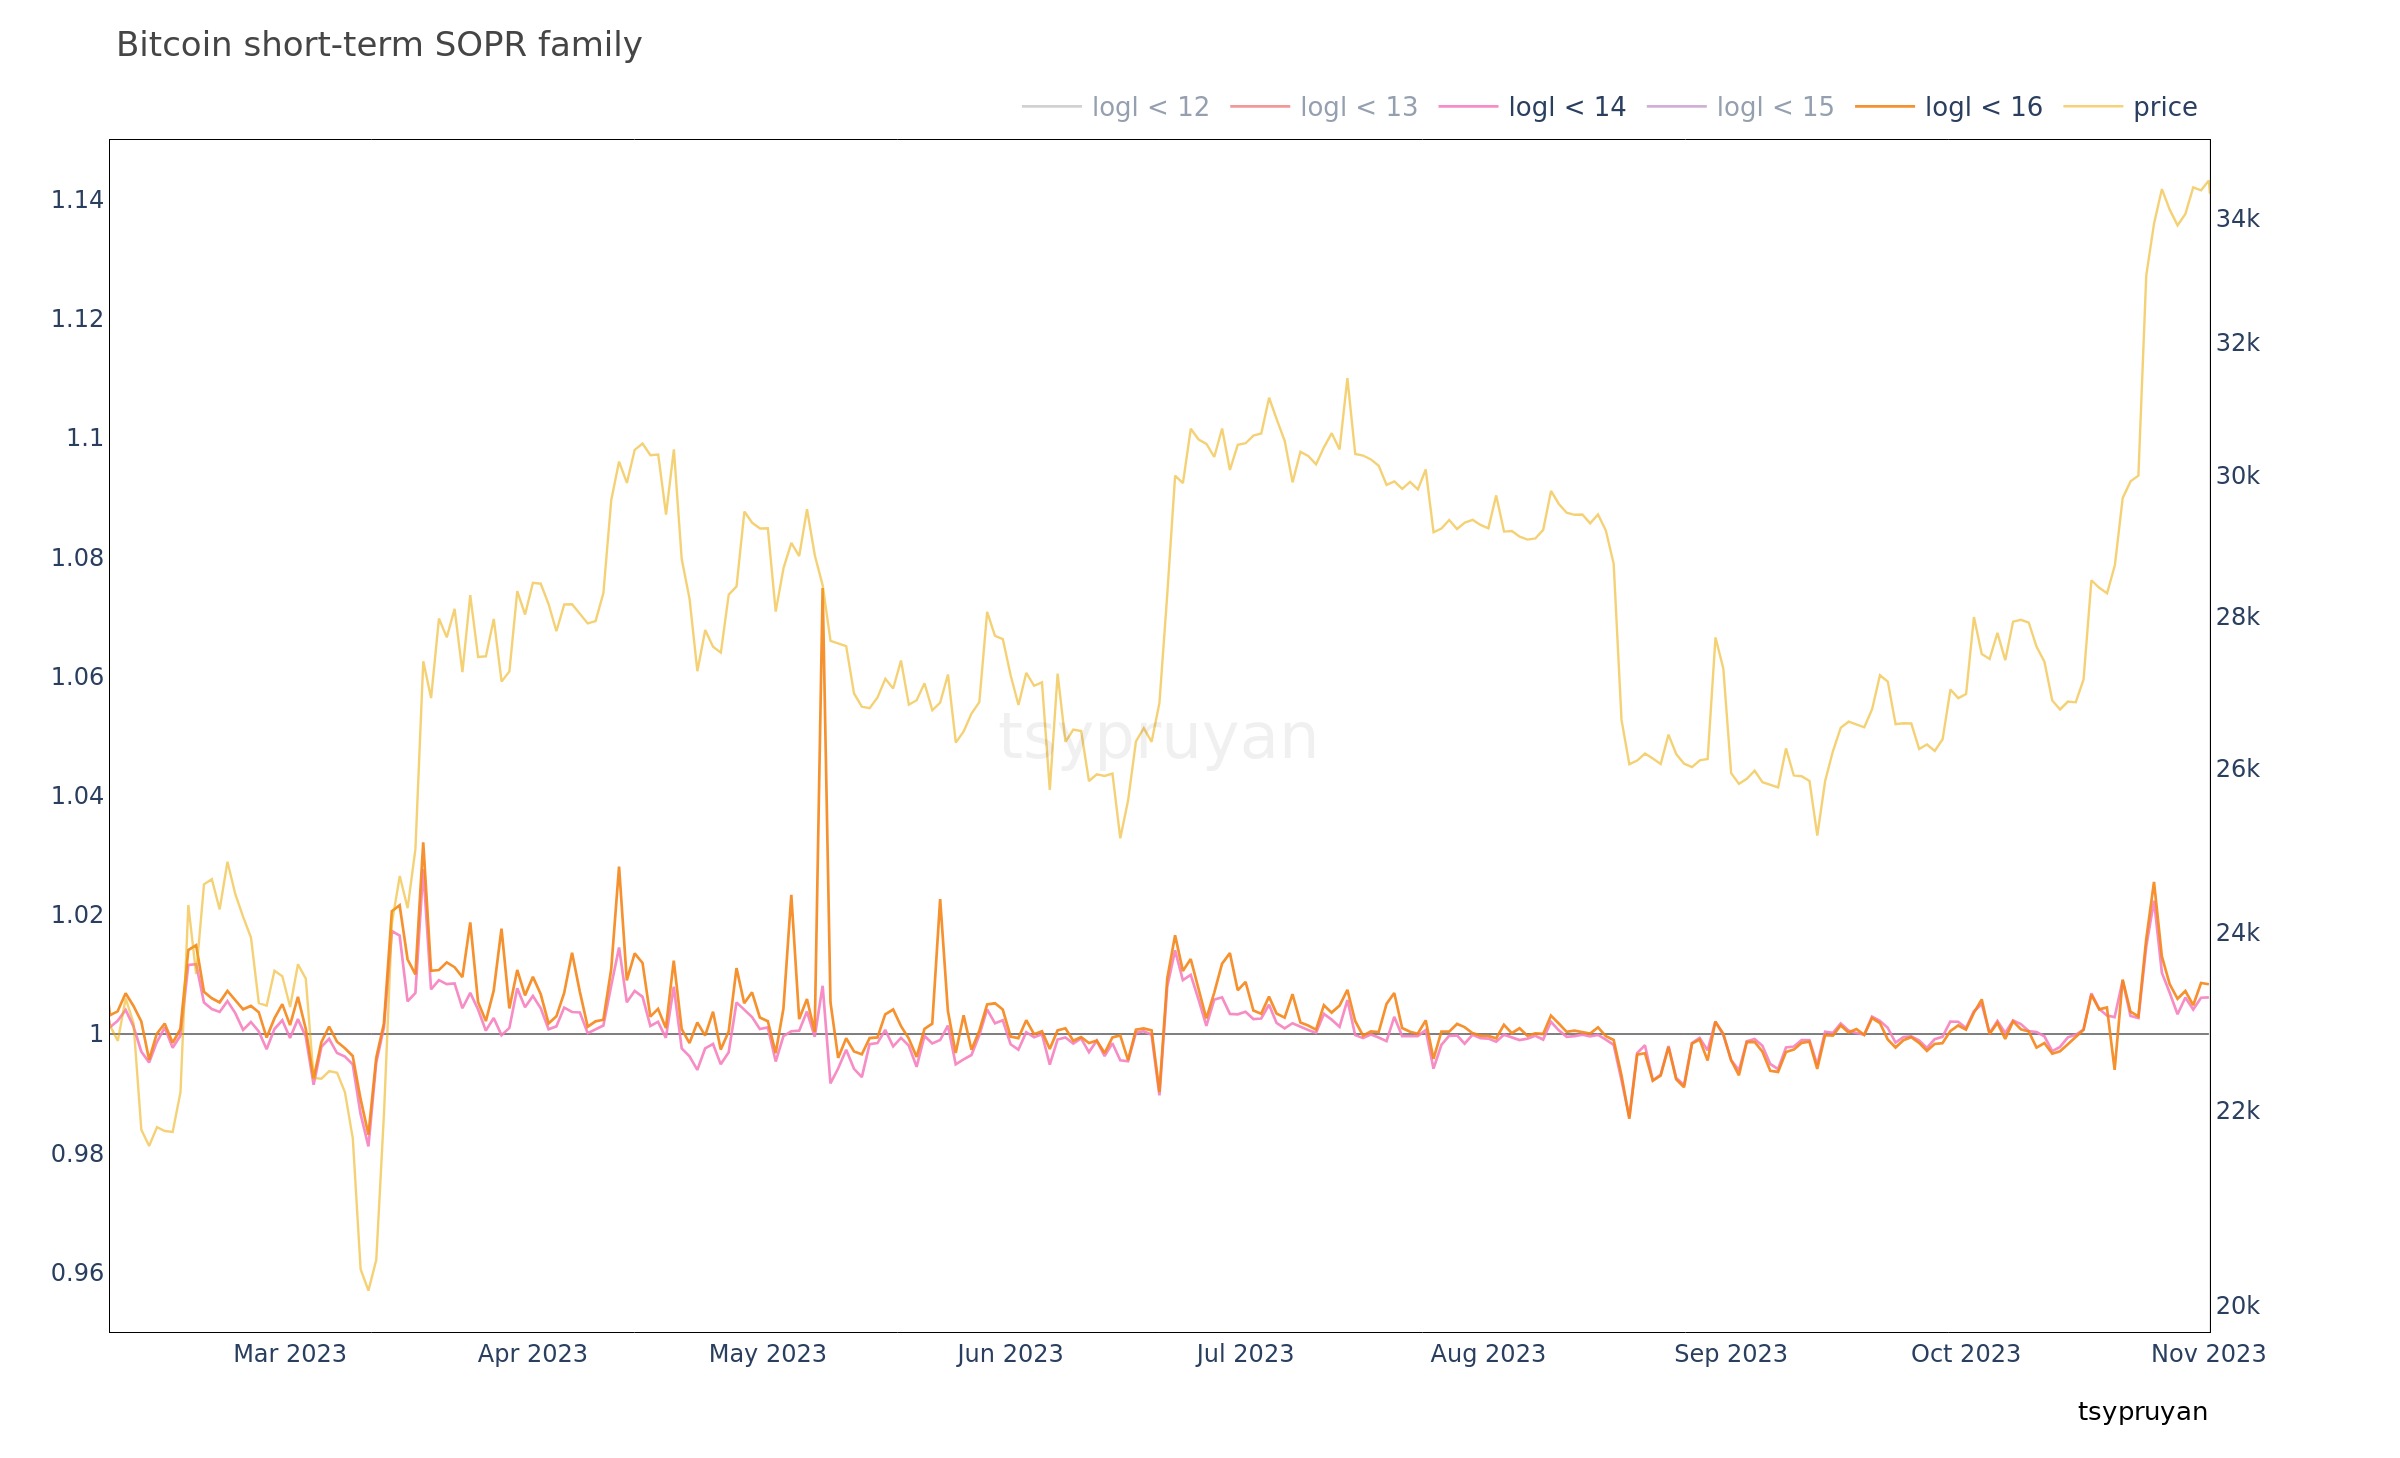 Bitcoin short-term SOPR family
logl < 12 logl < 13 logl < 14 logl < 15 logl < 16 price
1.14
1.12
1.1
1.08
1.06
1.04
1.02
1
0.98
0.96
34k
32k
30k
28k
26k
24k
22k
20k
tsypruyan
Mar 2023 Apr 2023 May 2023 Jun 2023 Jul 2023 Aug 2023 Sep 2023 Oct 2023 Nov 2023
tsypruyan